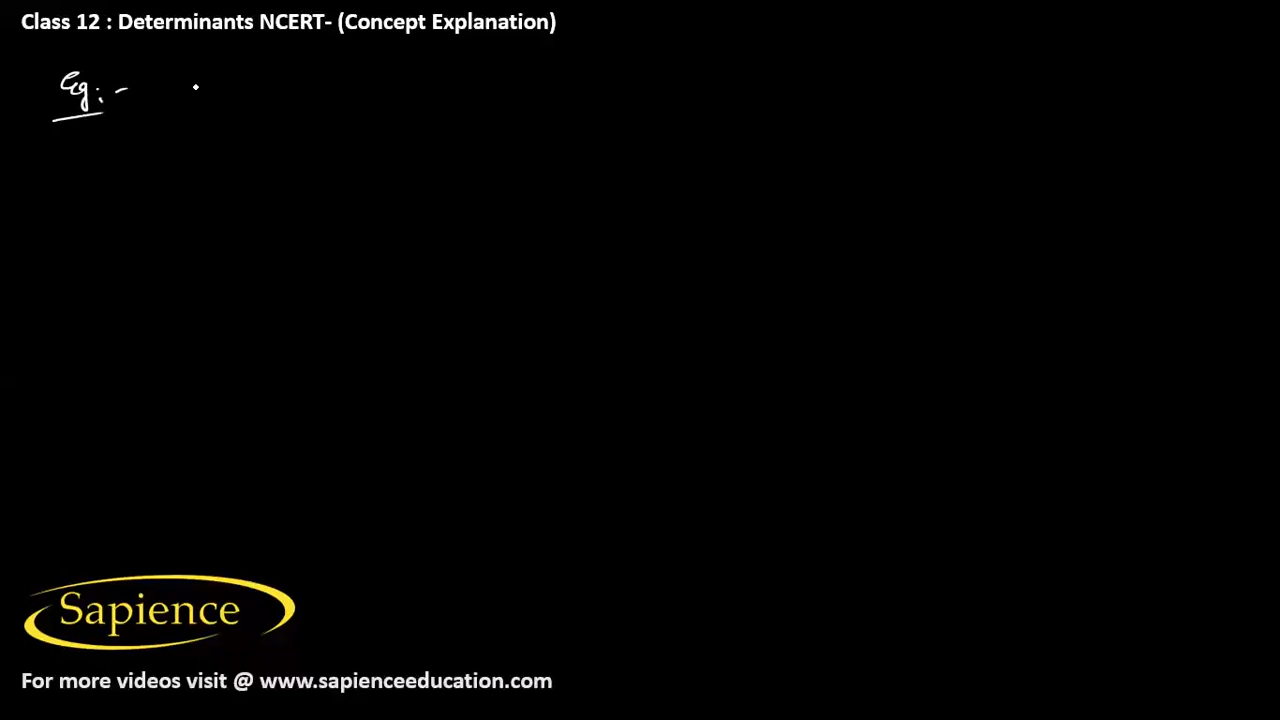 Class 12 : Determinants NCERT- (Concept Explanation)
Eg:-
Sapience
For more videos visit @ www.sapienceeducation.com